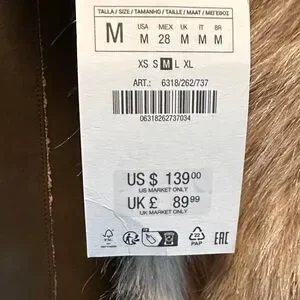 TALLA / SIZE / TAMANHO / TAILLE / MAAT / ΜΕΓΕΘΟΣ
M
USA MEX UK IT BR
M 28 M M M
XS S M L XL
ART.: 6318/262/737
06318262737034
US $ 139.00
US MARKET ONLY
UK £ 89.99
UK MARKET ONLY
FSC
22
PAP
EAC